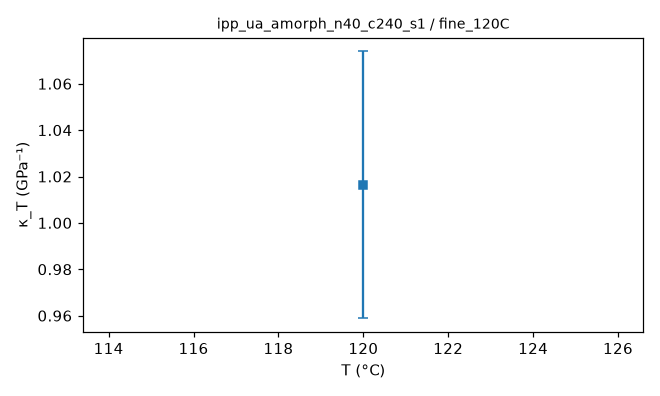 ipp_ua_amorph_n40_c240_s1 / fine_120C
κ_T (GPa⁻¹)
1.06
1.04
1.02
1.00
0.98
0.96
114 116 118 120 122 124 126
T (°C)